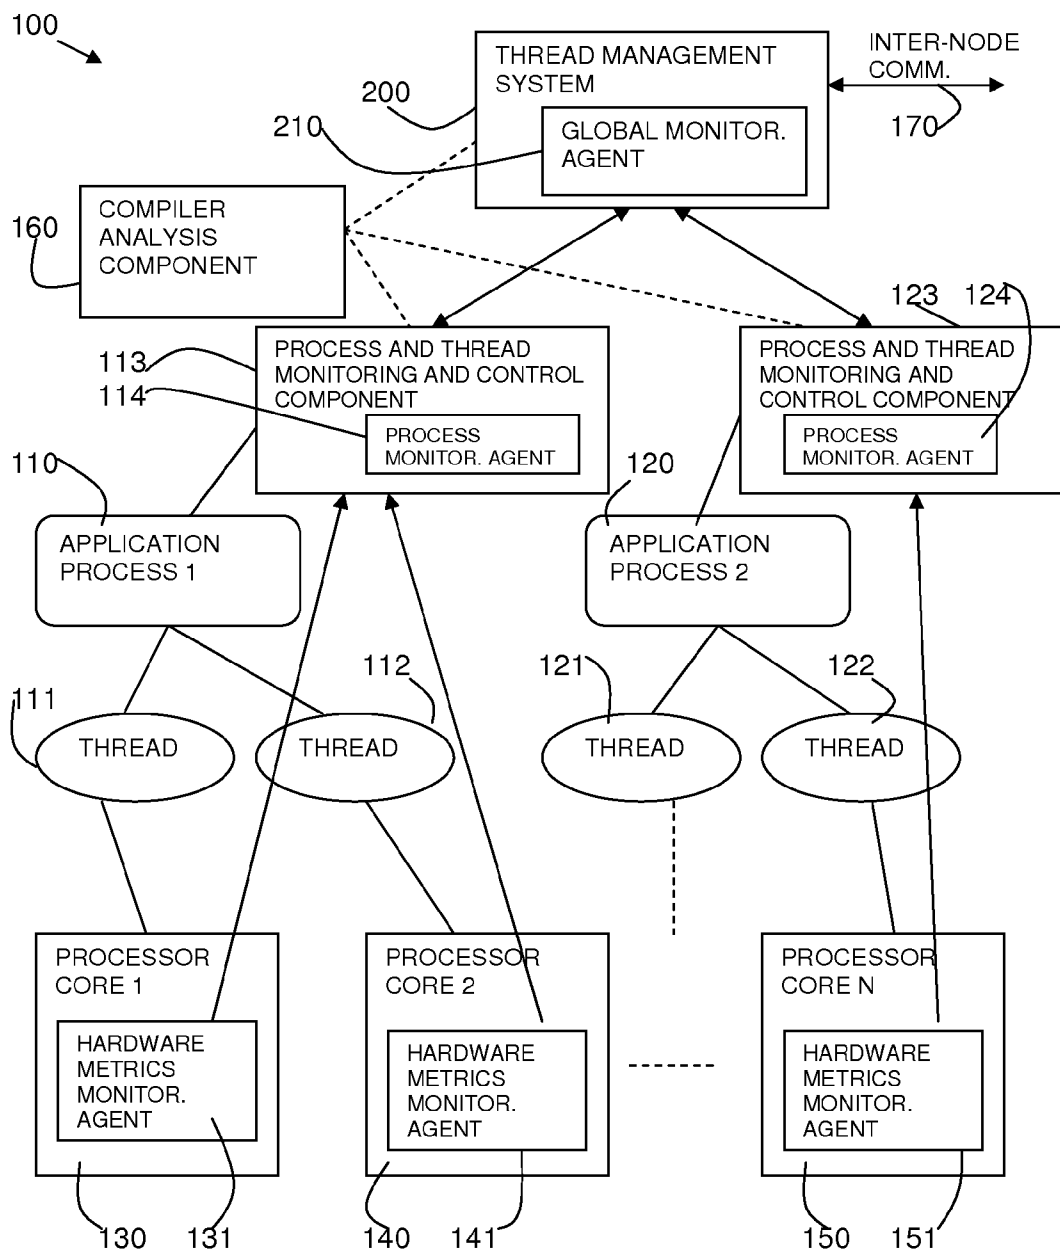 100
THREAD MANAGEMENT
SYSTEM
INTER-NODE
COMM.
200
210
GLOBAL MONITOR.
AGENT
170
160
COMPILER
ANALYSIS
COMPONENT
123
124
113
114
PROCESS AND THREAD
MONITORING AND CONTROL
COMPONENT
PROCESS
MONITOR. AGENT
PROCESS AND THREAD
MONITORING AND
CONTROL COMPONENT
PROCESS
MONITOR. AGENT
110
120
APPLICATION
PROCESS 1
APPLICATION
PROCESS 2
111
112
121
122
THREAD
THREAD
THREAD
THREAD
PROCESSOR
CORE 1
PROCESSOR
CORE 2
PROCESSOR
CORE N
HARDWARE
METRICS
MONITOR.
AGENT
HARDWARE
METRICS
MONITOR.
AGENT
HARDWARE
METRICS
MONITOR.
AGENT
130
131
140
141
150
151